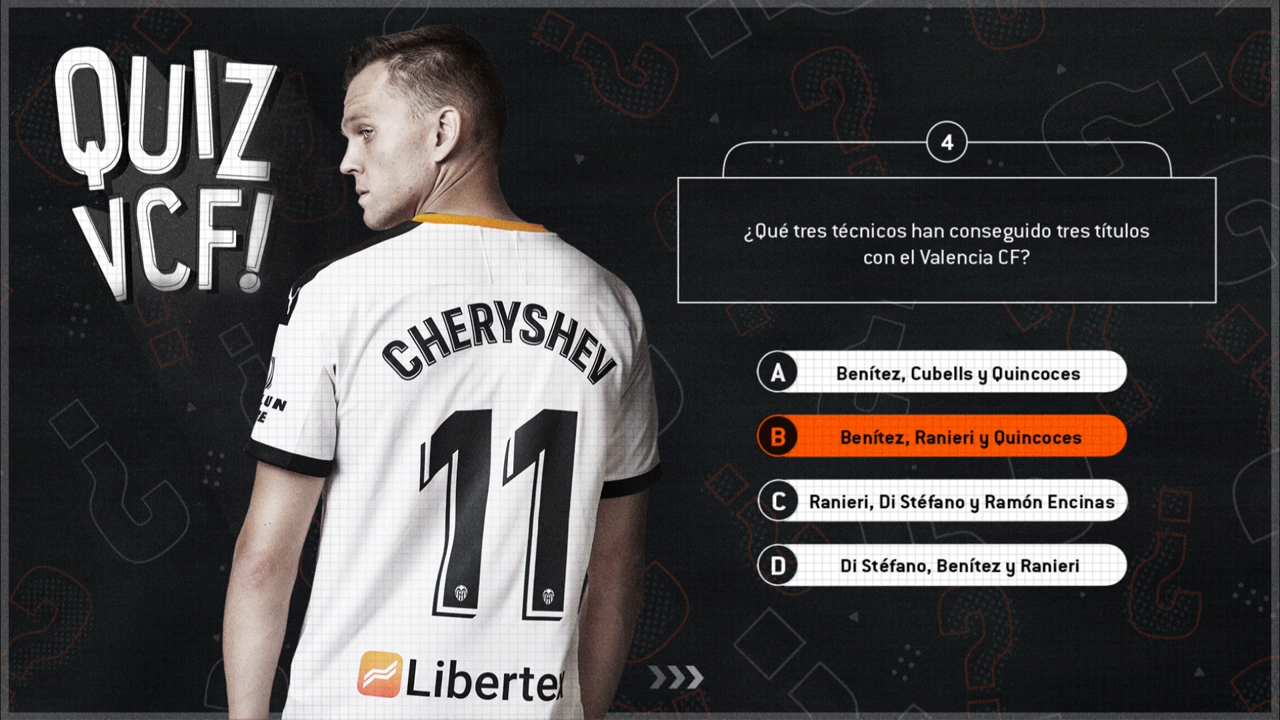 QUIZ
VCF!
CHERYSHEV
11
Libertex
4
¿Qué tres técnicos han conseguido tres títulos
con el Valencia CF?
A Benítez, Cubells y Quincoces
B Benítez, Ranieri y Quincoces
C Ranieri, Di Stéfano y Ramón Encinas
D Di Stéfano, Benítez y Ranieri